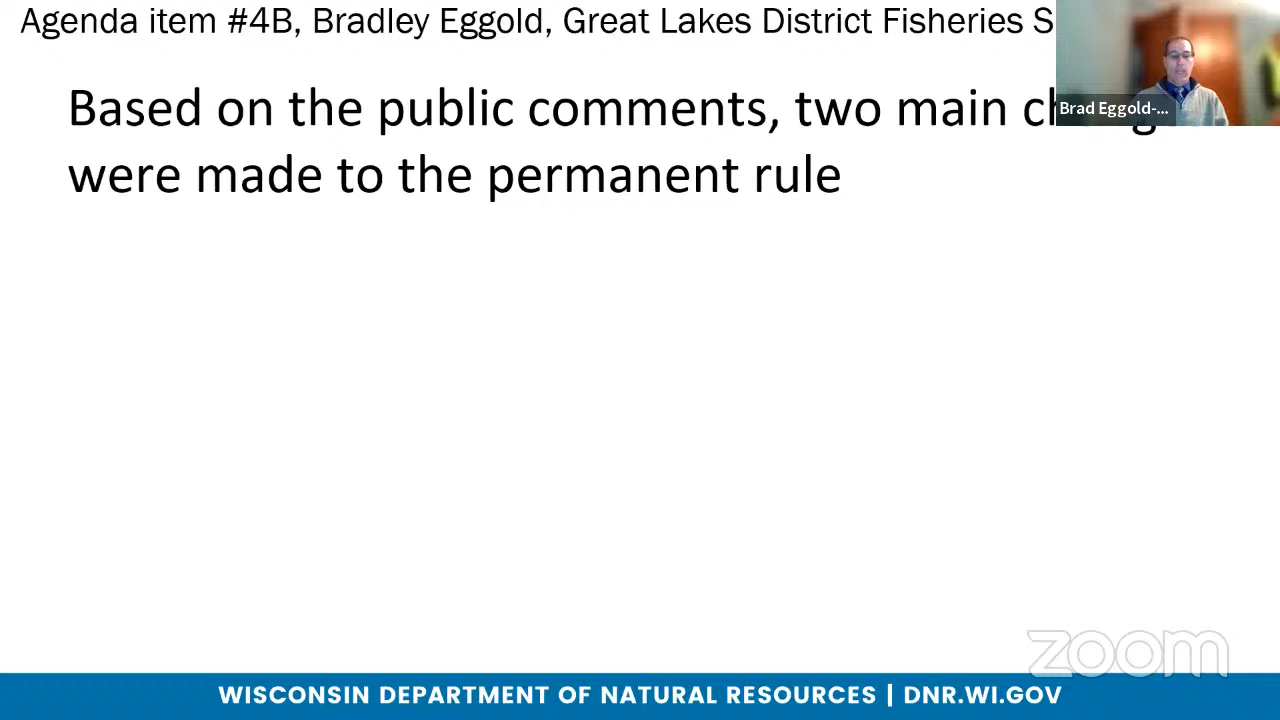 Agenda item #4B, Bradley Eggold, Great Lakes District Fisheries S
Brad Eggold-...
Based on the public comments, two main
were made to the permanent rule
zoom
WISCONSIN DEPARTMENT OF NATURAL RESOURCES | DNR.WI.GOV